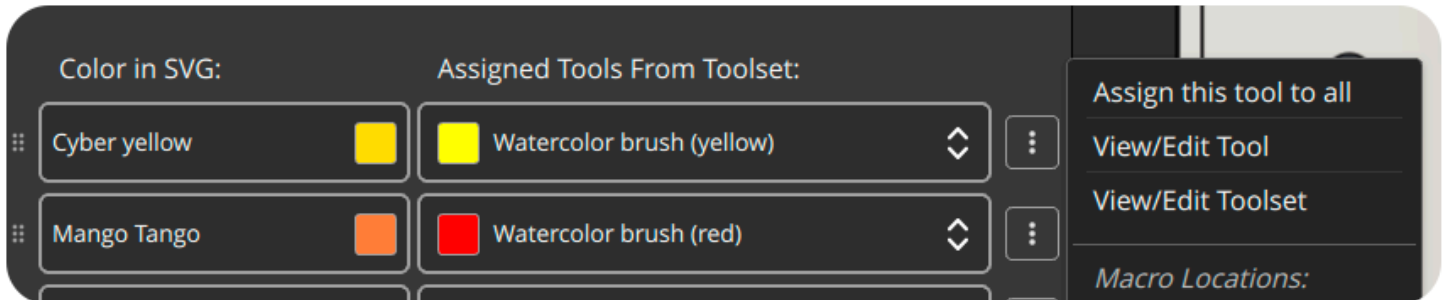 Color in SVG:
Assigned Tools From Toolset:
Cyber yellow
Watercolor brush (yellow)
Mango Tango
Watercolor brush (red)
Assign this tool to all
View/Edit Tool
View/Edit Toolset
Macro Locations: